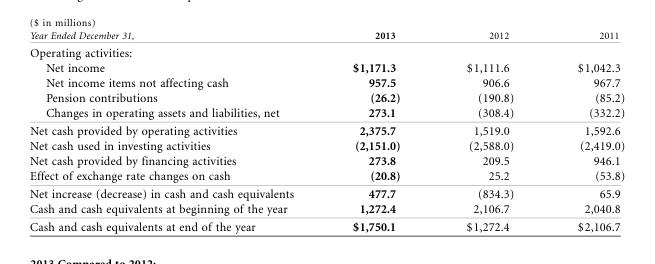 ($ in millions)
Year Ended December 31, 2013 2012 2011
Operating activities:
Net income $1,171.3 $1,111.6 $1,042.3
Net income items not affecting cash 957.5 906.6 967.7
Pension contributions (26.2) (190.8) (85.2)
Changes in operating assets and liabilities, net 273.1 (308.4) (332.2)
Net cash provided by operating activities 2,375.7 1,519.0 1,592.6
Net cash used in investing activities (2,151.0) (2,588.0) (2,419.0)
Net cash provided by financing activities 273.8 209.5 946.1
Effect of exchange rate changes on cash (20.8) 25.2 (53.8)
Net increase (decrease) in cash and cash equivalents 477.7 (834.3) 65.9
Cash and cash equivalents at beginning of the year 1,272.4 2,106.7 2,040.8
Cash and cash equivalents at end of the year $1,750.1 $1,272.4 $2,106.7
2013 Compared to 2012: